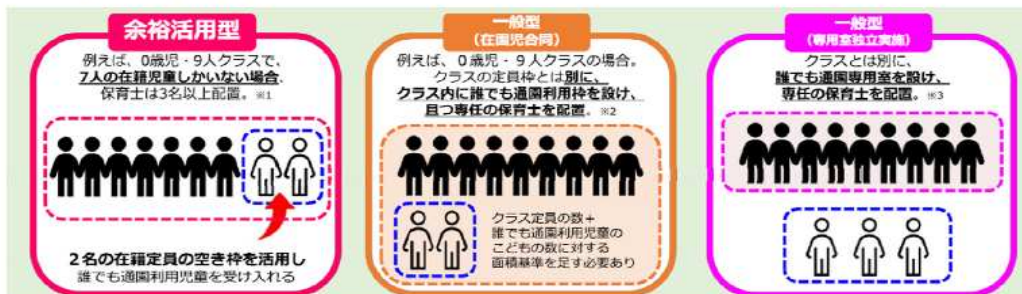 余裕活用型
例えば、0歳児・9人クラスで、
7人の在籍児童しかいない場合、
保育士は3名以上配置。※1
2名の在籍定員の空き枠を活用し
誰でも通園利用児童を受け入れる
一般型
(在園児合同)
例えば、0歳児・9人クラスの場合。
クラスの定員枠とは別に、
クラス内に誰でも通園利用枠を設け、
且つ専任の保育士を配置。※2
クラス定員の数+
誰でも通園利用児童の
こどもの数に対する
面積基準を足す必要あり
一般型
(専用室独立実施)
クラスとは別に、
誰でも通園専用室を設け、
専任の保育士を配置。※3